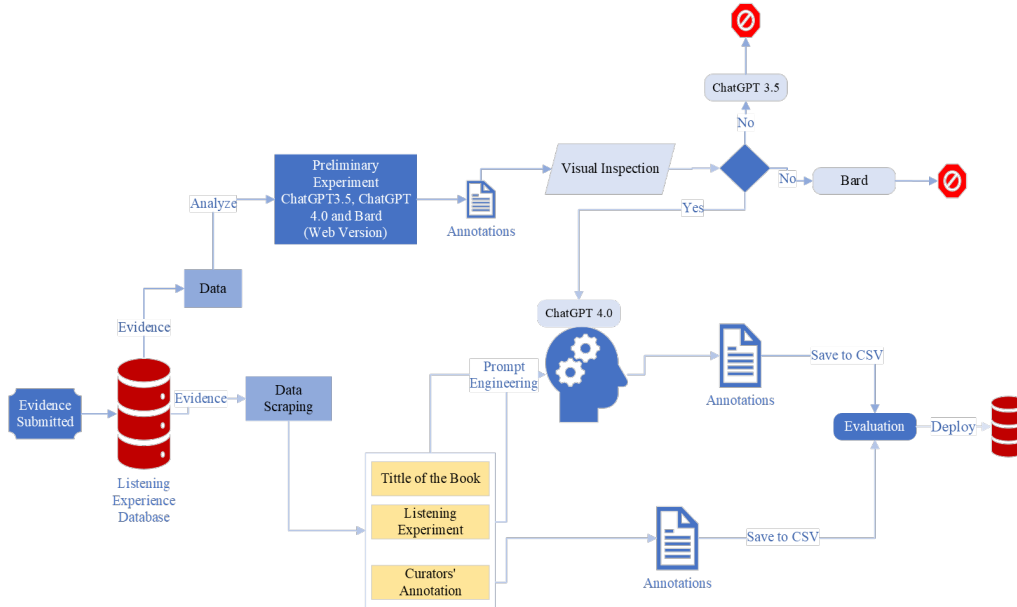 ChatGPT 3.5
No
Preliminary
Experiment
ChatGPT3.5, ChatGPT
4.0 and Bard
(Web Version)
Visual Inspection
No
Bard
Analyze
Annotations
Yes
Data
ChatGPT 4.0
Evidence
Prompt
Engineering
Save to CSV
Evidence
Submitted
Evidence
Data
Scraping
Annotations
Evaluation
Deploy
Listening
Experience
Database
Tittle of the Book
Listening
Experiment
Curators'
Annotation
Save to CSV
Annotations